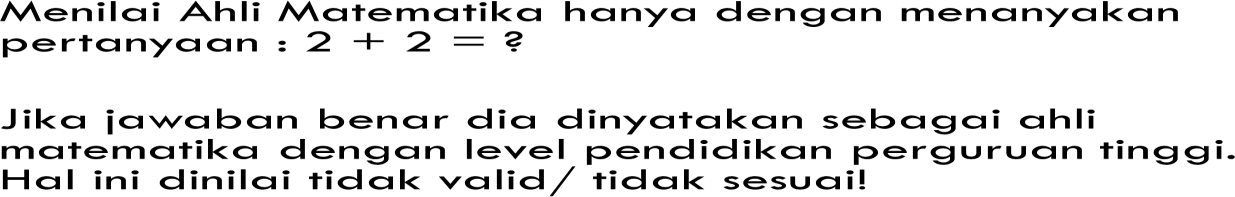 Menilai Ahli Matematika hanya dengan menanyakan
pertanyaan : 2 + 2 = ?
Jika jawaban benar dia dinyatakan sebagai ahli
matematika dengan level pendidikan perguruan tinggi.
Hal ini dinilai tidak valid/ tidak sesuai!